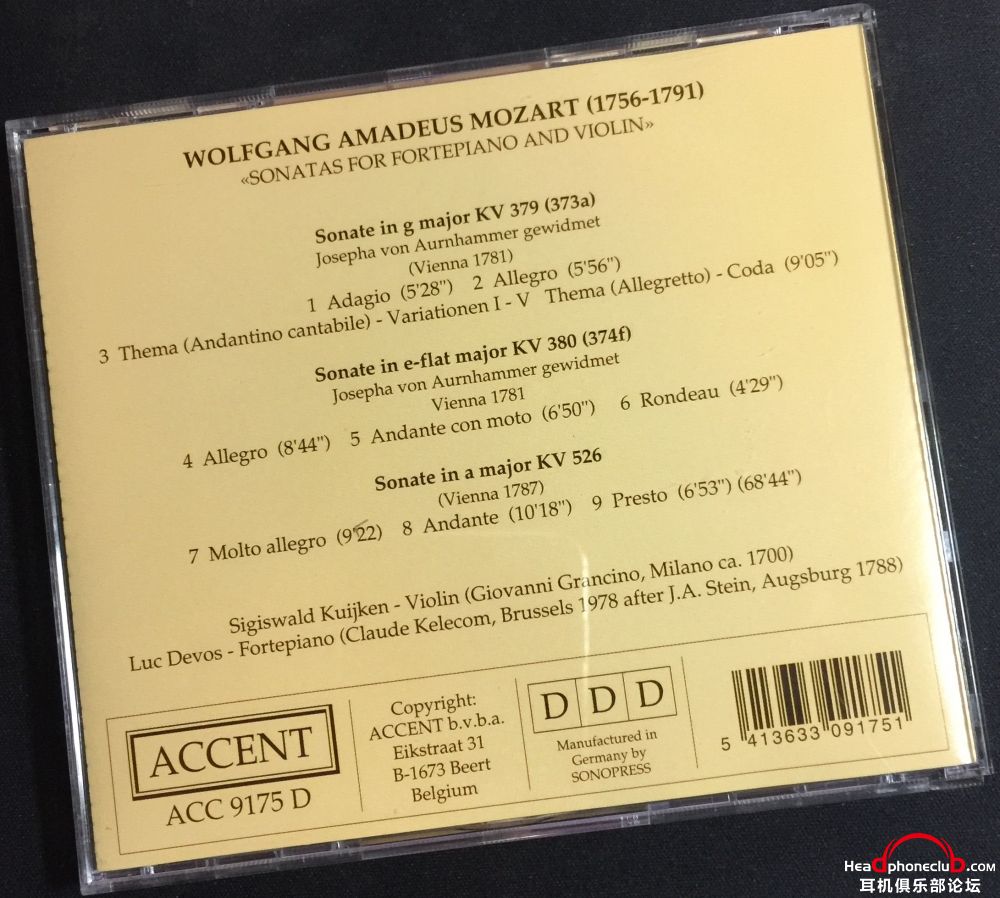 WOLFGANG AMADEUS MOZART (1756-1791)
«SONATAS FOR FORTEPIANO AND VIOLIN»
Sonate in g major KV 379 (373a)
Josepha von Aurnhammer gewidmet
(Vienna 1781)
1 Adagio (5'28") 2 Allegro (5'56")
3 Thema (Andantino cantabile) - Variationen I - V Thema (Allegretto) - Coda (9'05")
Sonate in e-flat major KV 380 (374f)
Josepha von Aurnhammer gewidmet
Vienna 1781
4 Allegro (8'44") 5 Andante con moto (6'50") 6 Rondeau (4'29")
Sonate in a major KV 526
(Vienna 1787)
7 Molto allegro (9'22) 8 Andante (10'18") 9 Presto (6'53") (68'44")
Sigiswald Kuijken - Violin (Giovanni Grancino, Milano ca. 1700)
Luc Devos - Fortepiano (Claude Kelecom, Brussels 1978 after J.A. Stein, Augsburg 1788)
ACCENT
ACC 9175 D
Copyright:
ACCENT b.v.b.a.
Eikstraat 31
B-1673 Beert
Belgium
D D D
Manufactured in
Germany by
SONOPRESS
5 413633 091751
HeadphonecluD.com
耳机俱乐部论坛